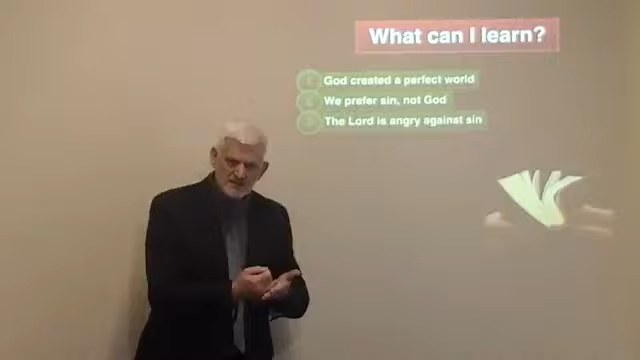 What can I learn?
God created a perfect world
We prefer sin, not God
The Lord is angry against sin